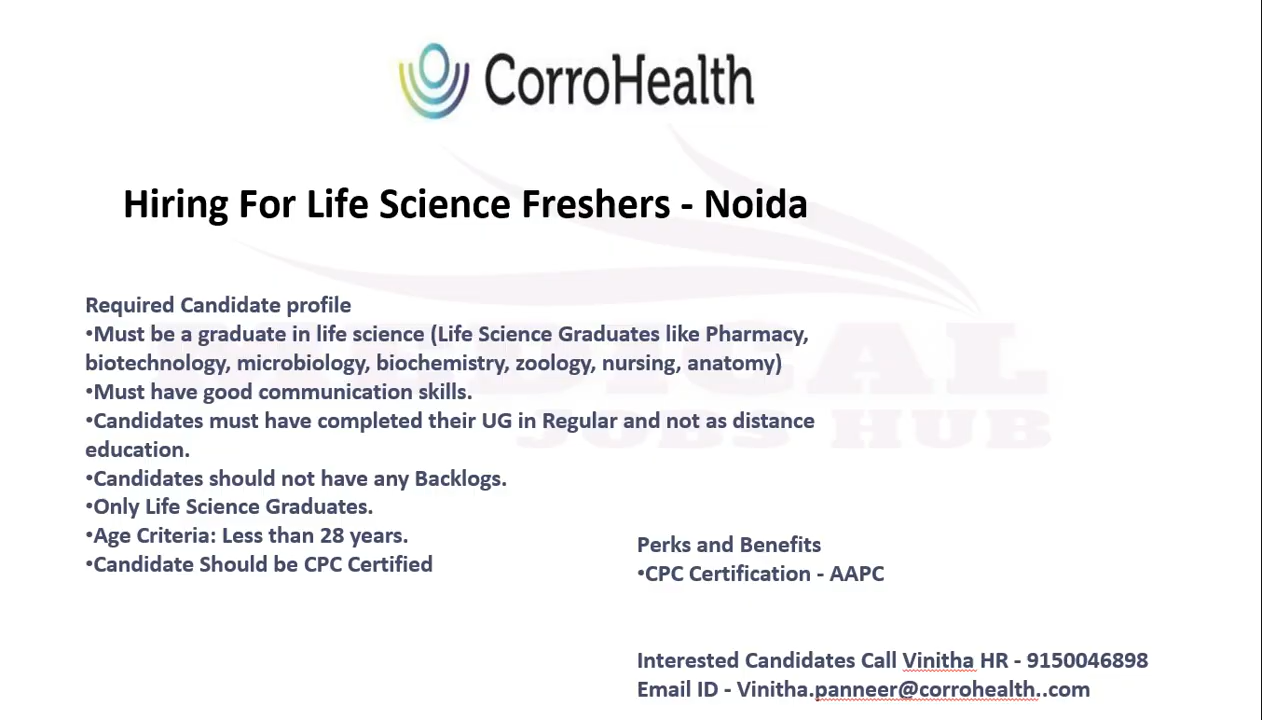 CorroHealth
Hiring For Life Science Freshers - Noida
Required Candidate profile
•Must be a graduate in life science (Life Science Graduates like Pharmacy,
biotechnology, microbiology, biochemistry, zoology, nursing, anatomy)
•Must have good communication skills.
•Candidates must have completed their UG in Regular and not as distance
education.
•Candidates should not have any Backlogs.
•Only Life Science Graduates.
•Age Criteria: Less than 28 years.
•Candidate Should be CPC Certified
MEDICAL
JOBS HUB
Perks and Benefits
•CPC Certification - AAPC
Interested Candidates Call Vinitha HR - 9150046898
Email ID - Vinitha.panneer@corrohealth..com